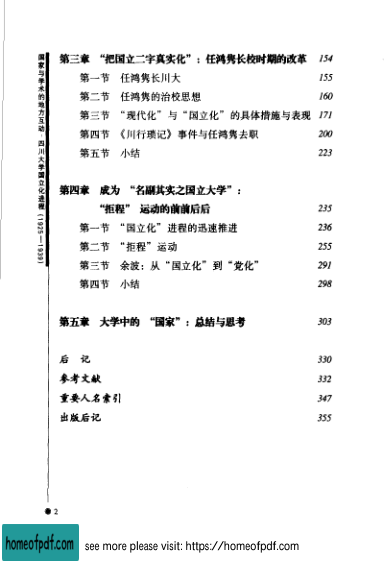 国家与学术的地方互动：四川大学国立化进程(1925—1939)
第三章 “把国立二字真实化”：任鸿隽长校时期的改革 154
第一节 任鸿隽长川大 155
第二节 任鸿隽的治校思想 160
第三节 “现代化”与“国立化”的具体措施与表现 171
第四节 《川行琐记》事件与任鸿隽去职 200
第五节 小结 223
第四章 成为 “名副其实之国立大学”：
“拒程” 运动的前前后后 235
第一节 “国立化”进程的迅速推进 236
第二节 “拒程”运动 255
第三节 余波：从“国立化”到“党化” 291
第四节 小结 298
第五章 大学中的 “国家”：总结与思考 303
后 记 330
参考文献 332
重要人名索引 347
出版后记 355
2
homeofpdf.com see more please visit: https://homeofpdf.com